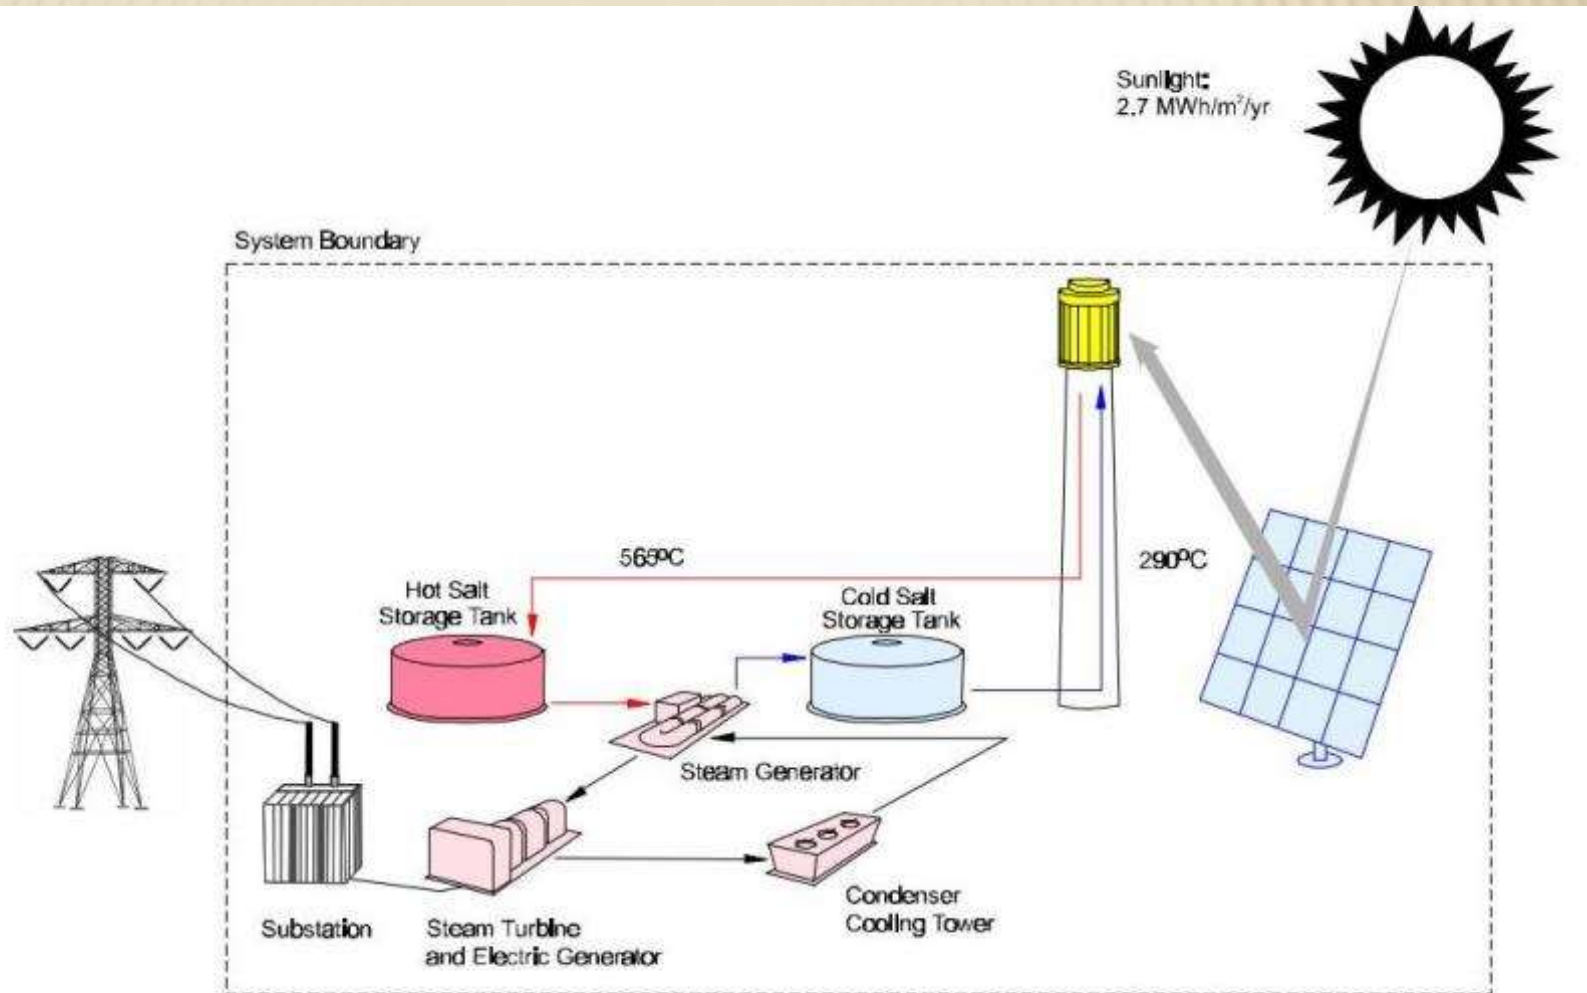 Sunlight:
2.7 MWh/m²/yr
System Boundary
565ºC
290ºC
Hot Salt
Storage Tank
Cold Salt
Storage Tank
Steam Generator
Substation
Steam Turbine
and Electric Generator
Condenser
Cooling Tower